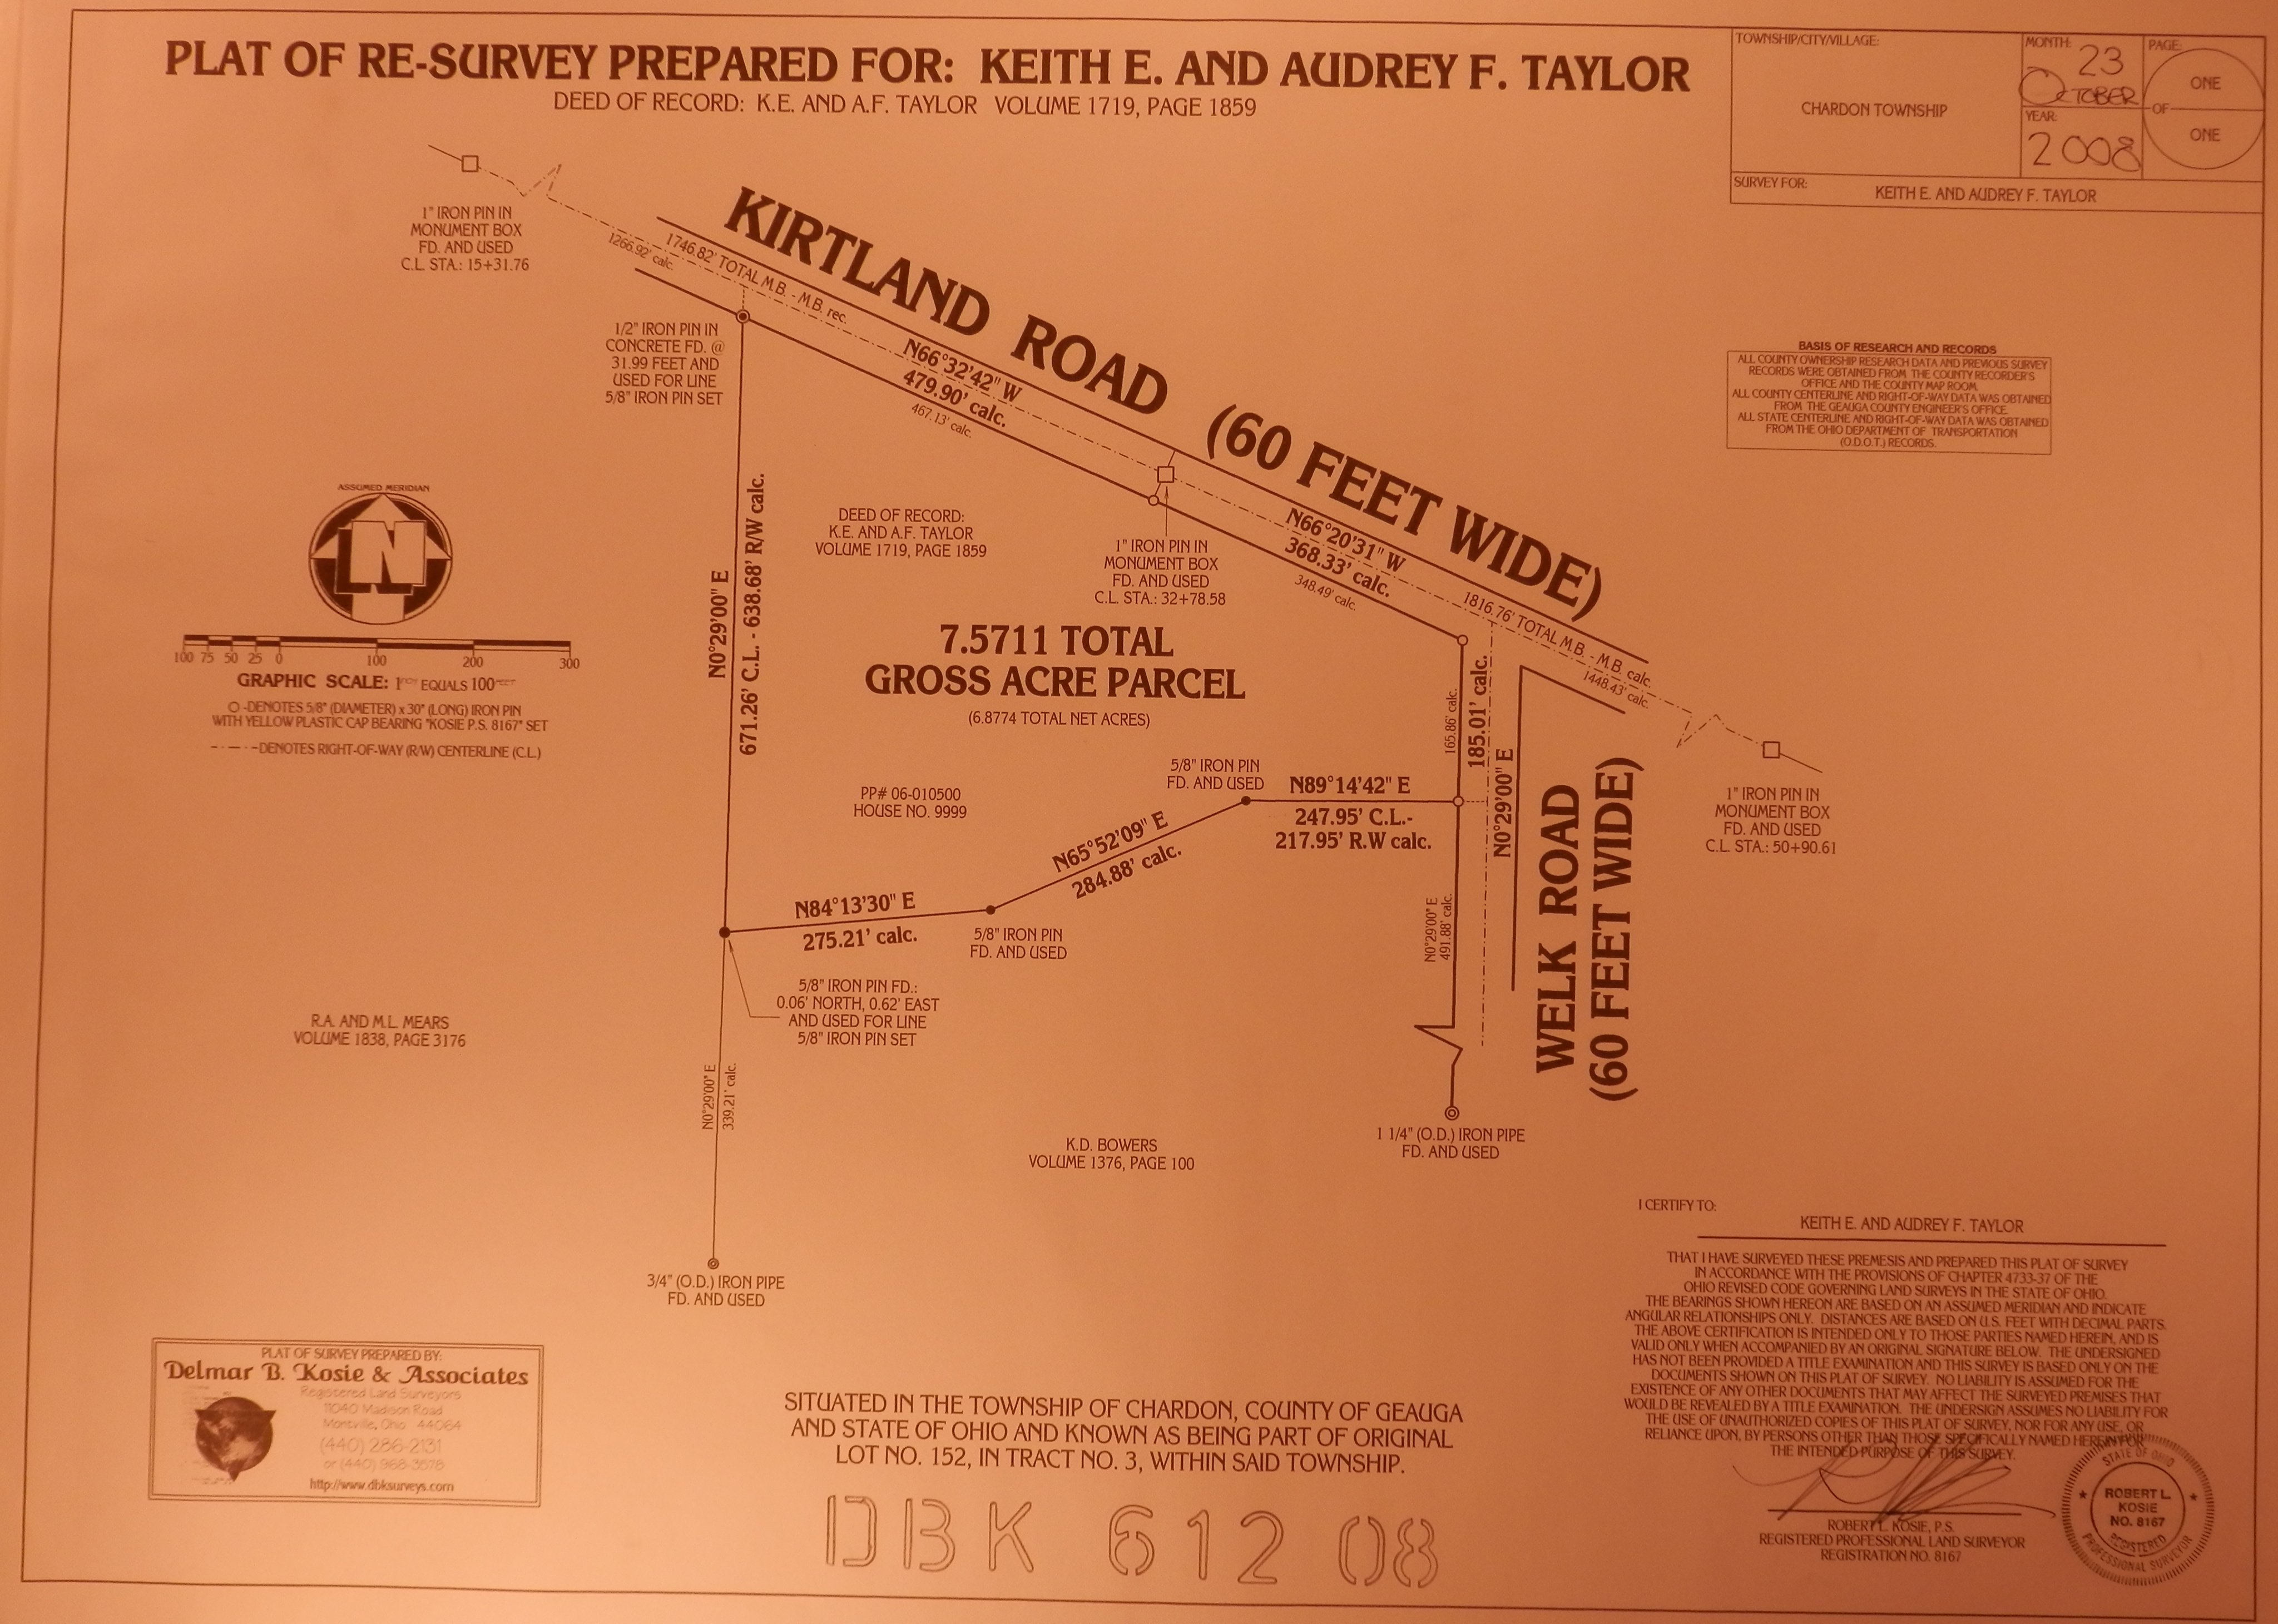 PLAT OF RE-SURVEY PREPARED FOR: KEITH E. AND AUDREY F. TAYLOR
DEED OF RECORD: K.E. AND A.F. TAYLOR VOLUME 1719, PAGE 1859
TOWNSHIP/CITY/VILLAGE:
CHARDON TOWNSHIP
MONTH: 23
OCTOBER
YEAR:
2008
PAGE:
ONE
OF
ONE
SURVEY FOR:
KEITH E. AND AUDREY F. TAYLOR
1" IRON PIN IN
MONUMENT BOX
FD. AND USED
C.L. STA.: 15+31.76
KIRTLAND ROAD (60 FEET WIDE)
1266.92' calc.
1746.82' TOTAL M.B. - M.B. rec.
N66°32'42" W
479.90' calc.
467.13' calc.
1/2" IRON PIN IN
CONCRETE FD. @
31.99 FEET AND
USED FOR LINE
5/8" IRON PIN SET
BASIS OF RESEARCH AND RECORDS
ALL COUNTY OWNERSHIP RESEARCH DATA AND PREVIOUS SURVEY
RECORDS WERE OBTAINED FROM THE COUNTY RECORDER'S
OFFICE AND THE COUNTY MAP ROOM.
ALL COUNTY CENTERLINE AND RIGHT-OF-WAY DATA WAS OBTAINED
FROM THE GEAUGA COUNTY ENGINEER'S OFFICE.
ALL STATE CENTERLINE AND RIGHT-OF-WAY DATA WAS OBTAINED
FROM THE OHIO DEPARTMENT OF TRANSPORTATION
(O.D.O.T.) RECORDS.
ASSUMED MERIDIAN
N
100 75 50 25 0 100 200 300
GRAPHIC SCALE: 1 INCH EQUALS 100 FEET
O -DENOTES 5/8" (DIAMETER) x 30" (LONG) IRON PIN
WITH YELLOW PLASTIC CAP BEARING "KOSIE P.S. 8167" SET
-DENOTES RIGHT-OF-WAY (R/W) CENTERLINE (C.L.)
N0°29'00" E
671.26' C.L. - 638.68' R/W calc.
DEED OF RECORD:
K.E. AND A.F. TAYLOR
VOLUME 1719, PAGE 1859
1" IRON PIN IN
MONUMENT BOX
FD. AND USED
C.L. STA.: 32+78.58
N66°20'31" W
368.33' calc.
348.49' calc.
1816.76' TOTAL M.B. - M.B. calc.
1448.43' calc.
7.5711 TOTAL
GROSS ACRE PARCEL
(6.8774 TOTAL NET ACRES)
165.86' calc.
185.01' calc.
N0°29'00" E
PP# 06-010500
HOUSE NO. 9999
5/8" IRON PIN
FD. AND USED
N89°14'42" E
247.95' C.L.-
217.95' R.W calc.
N65°52'09" E
284.88' calc.
1" IRON PIN IN
MONUMENT BOX
FD. AND USED
C.L. STA.: 50+90.61
WELK ROAD
(60 FEET WIDE)
N84°13'30" E
275.21' calc.
5/8" IRON PIN
FD. AND USED
N0°29'00" E
491.88' calc.
5/8" IRON PIN FD.:
0.06' NORTH, 0.62' EAST
AND USED FOR LINE
5/8" IRON PIN SET
R.A. AND M.L. MEARS
VOLUME 1838, PAGE 3176
N0°29'00" E
339.21' calc.
K.D. BOWERS
VOLUME 1376, PAGE 100
1 1/4" (O.D.) IRON PIPE
FD. AND USED
3/4" (O.D.) IRON PIPE
FD. AND USED
I CERTIFY TO:
KEITH E. AND AUDREY F. TAYLOR
THAT I HAVE SURVEYED THESE PREMESIS AND PREPARED THIS PLAT OF SURVEY
IN ACCORDANCE WITH THE PROVISIONS OF CHAPTER 4733-37 OF THE
OHIO REVISED CODE GOVERNING LAND SURVEYS IN THE STATE OF OHIO.
THE BEARINGS SHOWN HEREON ARE BASED ON AN ASSUMED MERIDIAN AND INDICATE
ANGULAR RELATIONSHIPS ONLY. DISTANCES ARE BASED ON U.S. FEET WITH DECIMAL PARTS.
THE ABOVE CERTIFICATION IS INTENDED ONLY TO THOSE PARTIES NAMED HEREIN, AND IS
VALID ONLY WHEN ACCOMPANIED BY AN ORIGINAL SIGNATURE BELOW. THE UNDERSIGNED
HAS NOT BEEN PROVIDED A TITLE EXAMINATION AND THIS SURVEY IS BASED ONLY ON THE
DOCUMENTS SHOWN ON THIS PLAT OF SURVEY. NO LIABILITY IS ASSUMED FOR THE
EXISTENCE OF ANY OTHER DOCUMENTS THAT MAY AFFECT THE SURVEYED PREMISES THAT
WOULD BE REVEALED BY A TITLE EXAMINATION. THE UNDERSIGN ASSUMES NO LIABILITY FOR
THE USE OF UNAUTHORIZED COPIES OF THIS PLAT OF SURVEY, NOR FOR ANY USE, OR
RELIANCE UPON, BY PERSONS OTHER THAN THOSE SPECIFICALLY NAMED HEREIN FOR
THE INTENDED PURPOSE OF THIS SURVEY.
ROBERT L. KOSIE, P.S.
REGISTERED PROFESSIONAL LAND SURVEYOR
REGISTRATION NO. 8167
STATE OF OHIO
ROBERT L.
KOSIE
NO. 8167
REGISTERED
PROFESSIONAL SURVEYOR
PLAT OF SURVEY PREPARED BY:
Delmar B. Kosie & Associates
Registered Land Surveyors
11040 Madison Road
Montville, Ohio 44064
(440) 286-2131
or (440) 968-3578
http://www.dbksurveys.com
SITUATED IN THE TOWNSHIP OF CHARDON, COUNTY OF GEAUGA
AND STATE OF OHIO AND KNOWN AS BEING PART OF ORIGINAL
LOT NO. 152, IN TRACT NO. 3, WITHIN SAID TOWNSHIP.
DBK 612 08